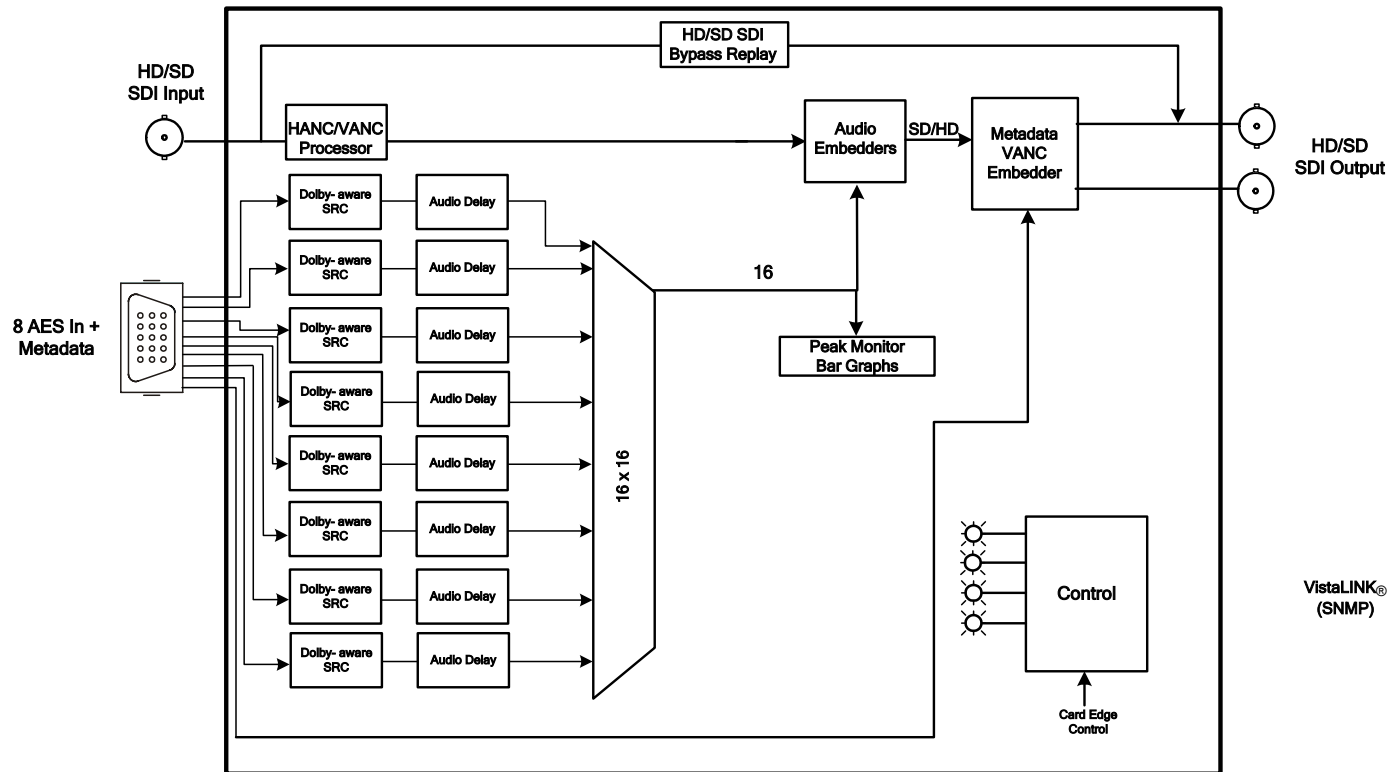 HD/SD SDI
Bypass Replay
HD/SD
SDI Input
HANC/VANC
Processor
Audio
Embedders
SD/HD
Metadata
VANC
Embedder
HD/SD
SDI Output
Dolby- aware
SRC
Audio Delay
Dolby- aware
SRC
Audio Delay
8 AES In +
Metadata
Dolby- aware
SRC
Audio Delay
Dolby- aware
SRC
Audio Delay
Dolby- aware
SRC
Audio Delay
Dolby- aware
SRC
Audio Delay
Dolby- aware
SRC
Audio Delay
Dolby- aware
SRC
Audio Delay
16 x 16
16
Peak Monitor
Bar Graphs
Control
Card Edge
Control
VistaLINK®
(SNMP)